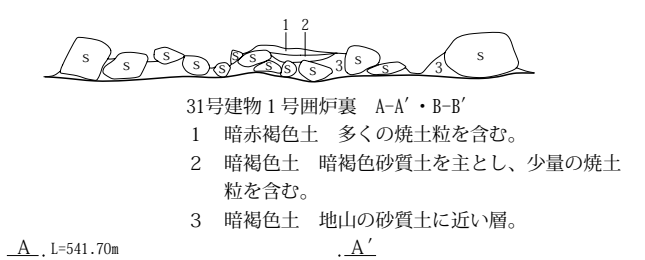 1 2
S S S S S S S S S S 3 S S 3 S
31号建物1号囲炉裏 A-A′・B-B′
1 暗赤褐色土 多くの焼土粒を含む。
2 暗褐色土 暗褐色砂質土を主とし、少量の焼土
粒を含む。
3 暗褐色土 地山の砂質土に近い層。
A . L=541.70m . A′